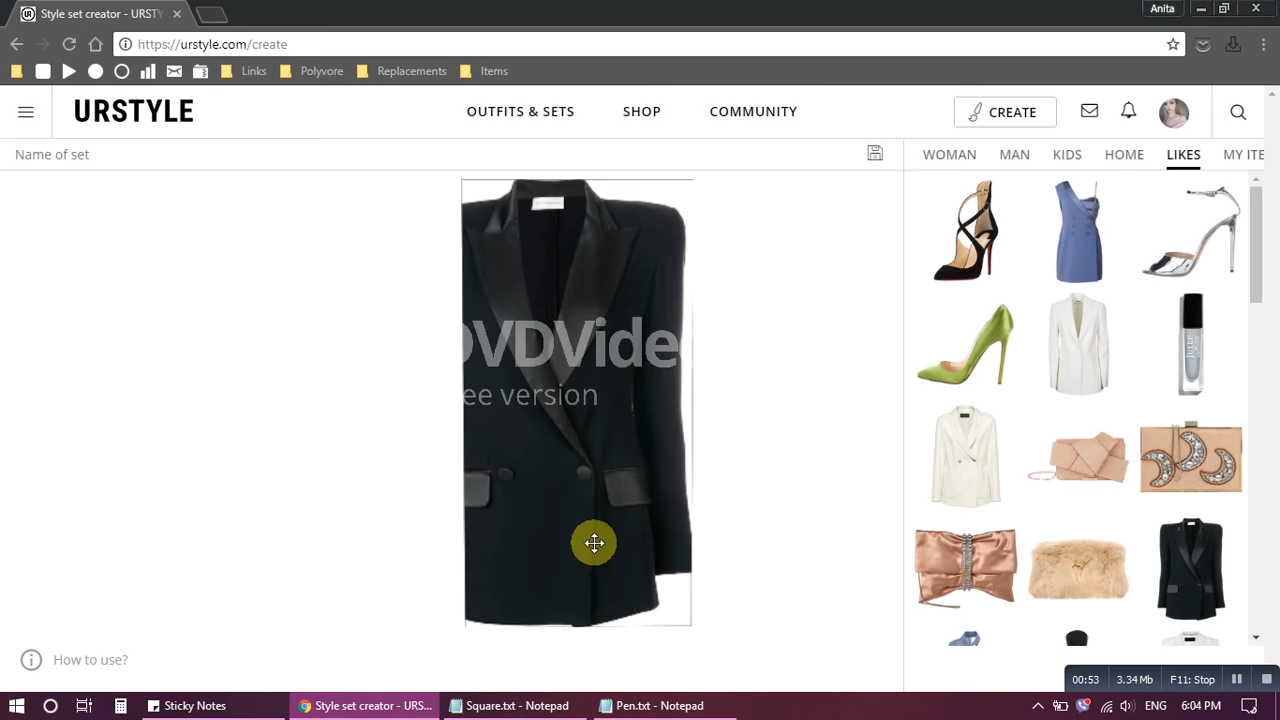 Style set creator - URSTY
Anita
https://urstyle.com/create
Links
Polyvore
Replacements
Items
URSTYLE
OUTFITS & SETS
SHOP
COMMUNITY
CREATE
Name of set
WOMAN
MAN
KIDS
HOME
LIKES
MY ITE
DVDVide
ee version
How to use?
00:53
3.34 Mb
F11: Stop
Sticky Notes
Style set creator - URS...
Square.txt - Notepad
Pen.txt - Notepad
ENG
6:04 PM